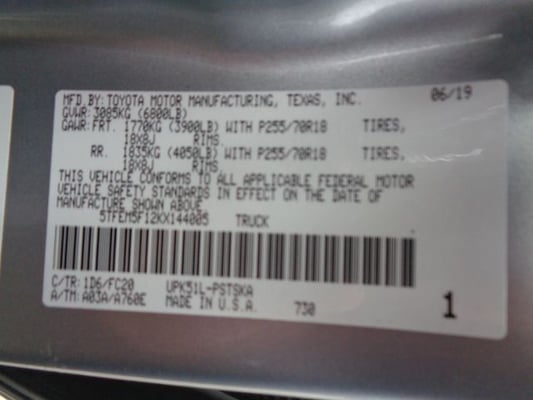 MFD BY: TOYOTA MOTOR MANUFACTURING, TEXAS, INC. 06/19
GVWR: 3085KG (6800LB)
GAWR: FRT. 1770KG (3900LB) WITH P255/70R18 TIRES,
18X8J RIMS.
RR. 1835KG (4050LB) WITH P255/70R18 TIRES,
18X8J RIMS.
THIS VEHICLE CONFORMS TO ALL APPLICABLE FEDERAL MOTOR
VEHICLE SAFETY STANDARDS IN EFFECT ON THE DATE OF
MANUFACTURE SHOWN ABOVE
5TFEM5F12KX144005 TRUCK
C/TR: 1D6/FC20 UPK51L-PSTSKA
A/TM: A03A/A760E MADE IN U.S.A. 730 1